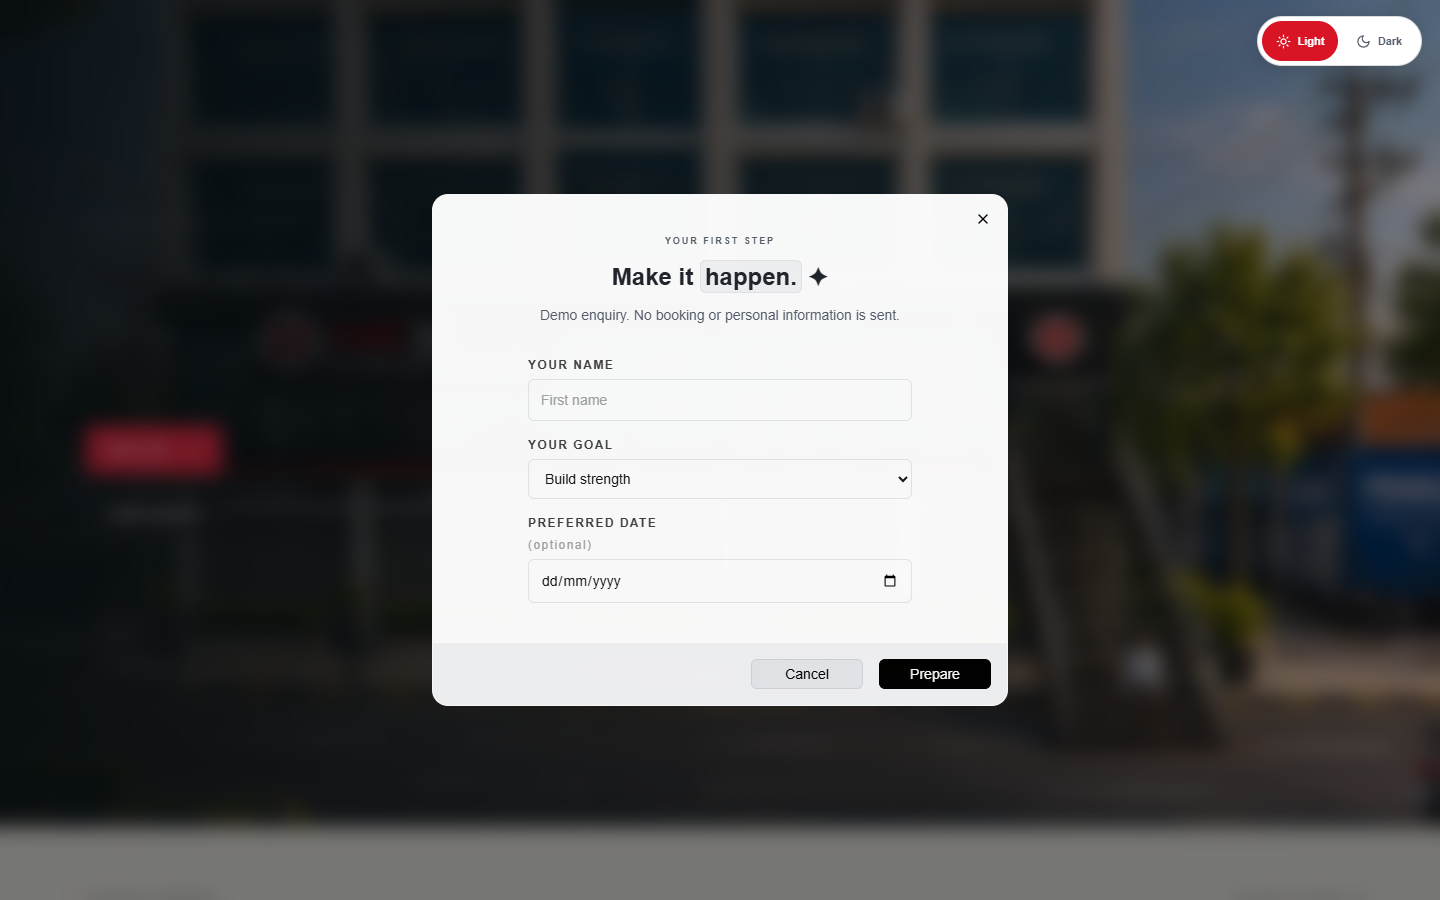 Light
Dark
YOUR FIRST STEP
Make it happen. ✦
Demo enquiry. No booking or personal information is sent.
YOUR NAME
First name
YOUR GOAL
Build strength
PREFERRED DATE
(optional)
dd/mm/yyyy
Cancel
Prepare